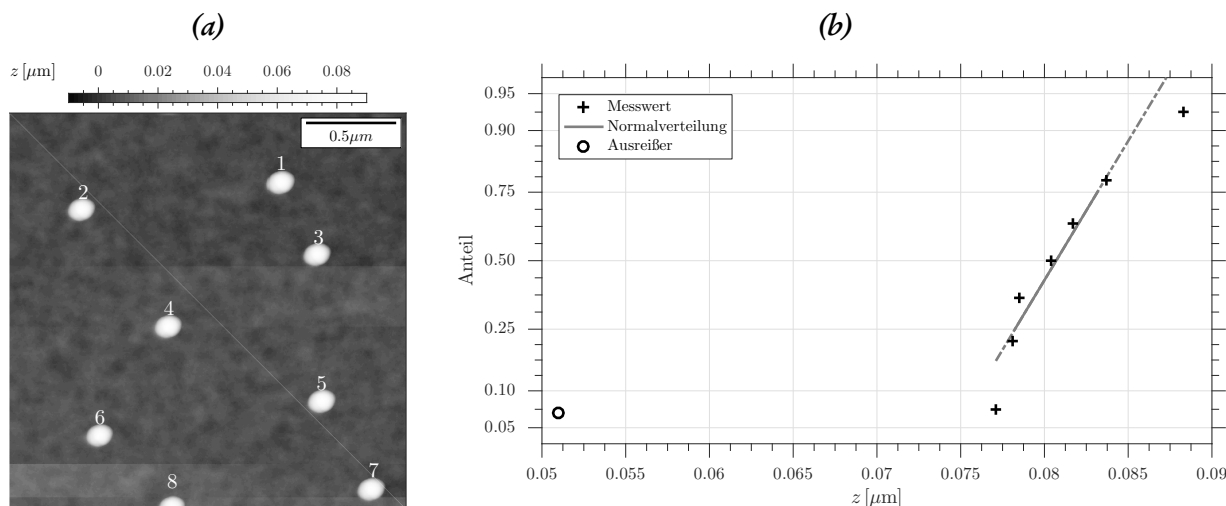 (a)
z [μm]
0 0.02 0.04 0.06 0.08
0.5μm
1
2
3
4
5
6
7
8
(b)
Anteil
0.95
0.90
0.75
0.50
0.25
0.10
0.05
Messwert
Normalverteilung
Ausreißer
0.05 0.055 0.06 0.065 0.07 0.075 0.08 0.085 0.09
z [μm]